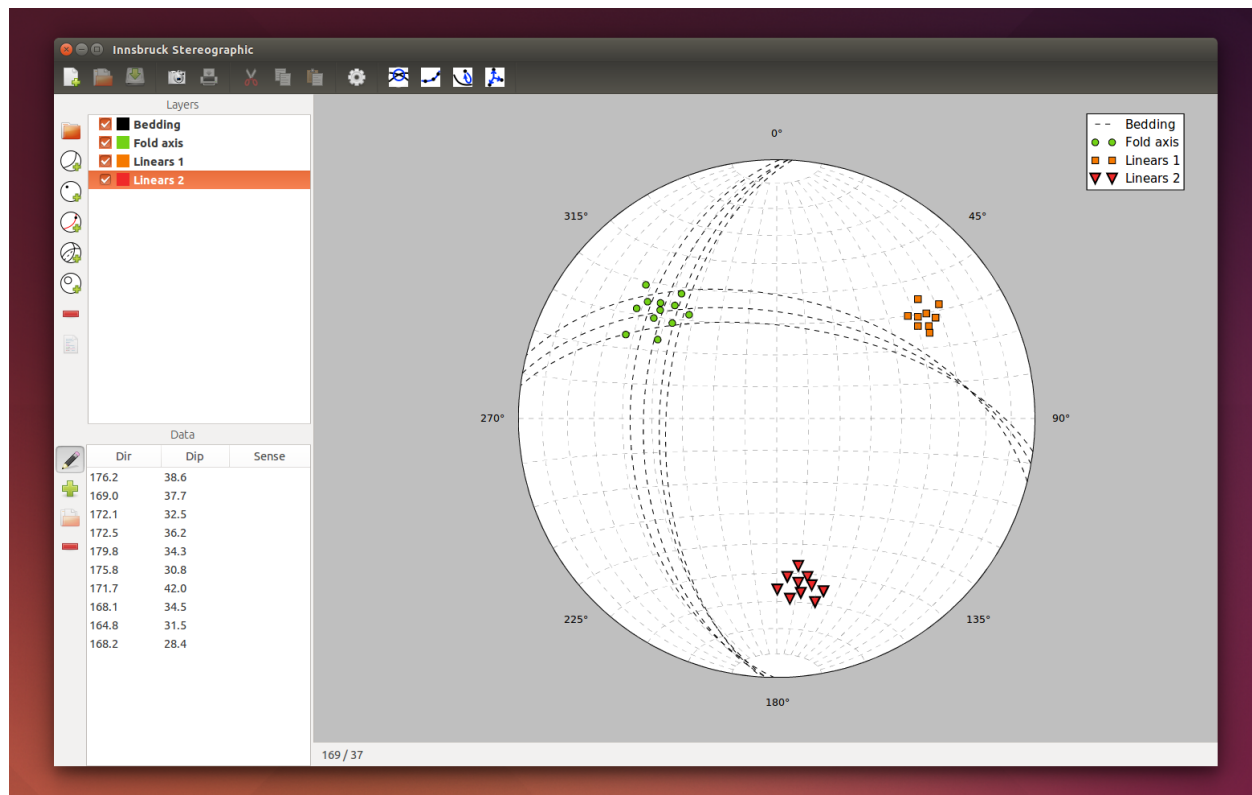 Innsbruck Stereographic
Layers
Bedding
Fold axis
Linears 1
Linears 2
Data
Dir Dip Sense
176.2 38.6
169.0 37.7
172.1 32.5
172.5 36.2
179.8 34.3
175.8 30.8
171.7 42.0
168.1 34.5
164.8 31.5
168.2 28.4
0°
45°
90°
135°
180°
225°
270°
315°
Bedding
Fold axis
Linears 1
Linears 2
169 / 37